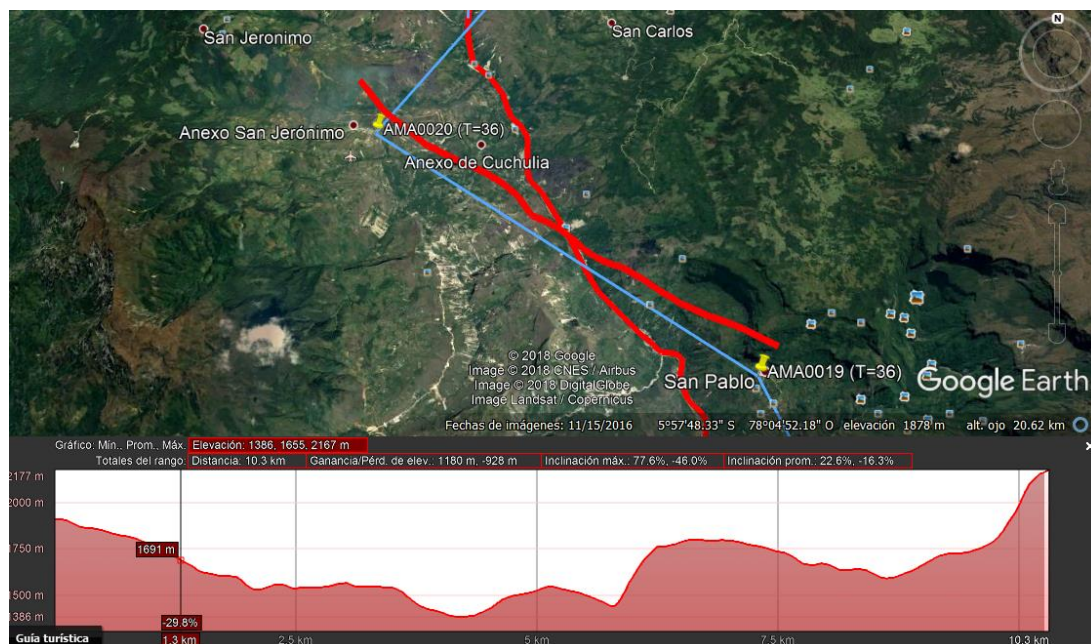 San Jeronimo
San Carlos
N
Anexo San Jerónimo
AMA0020 (T=36)
Anexo de Cuchulia
© 2018 Google
Image © 2018 CNES / Airbus
Image © 2018 DigitalGlobe
Image Landsat / Copernicus
San Pablo
AMA0019 (T=36)
Google Earth
Fechas de imágenes: 11/15/2016 5°57'48.33" S 78°04'52.18" O elevación 1878 m alt. ojo 20.62 km
Gráfico: Mín., Prom., Máx. Elevación: 1386, 1655, 2167 m
Totales del rango: Distancia: 10.3 km Ganancia/Pérd. de elev.: 1180 m, -928 m Inclinación máx.: 77.6%, -46.0% Inclinación prom.: 22.6%, -16.3%
2177 m
2000 m
1750 m
1691 m
1500 m
1386 m
-29.8%
Guía turística 1.3 km 2.5 km 5 km 7.5 km 10.3 km